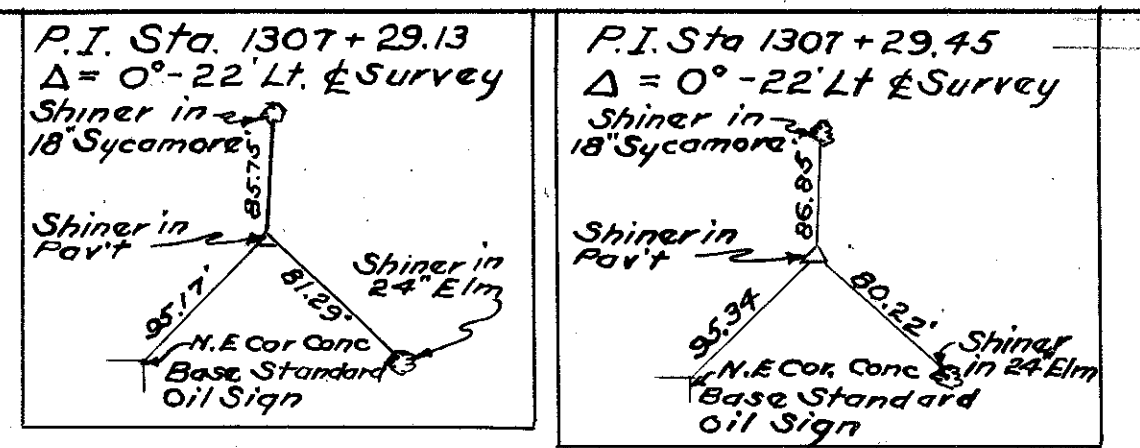 P.I. Sta. 1307+29.13
Δ = 0°-22' Lt. ℄ Survey
Shiner in
18" Sycamore
85.75'
Shiner in
Pav't
95.17'
81.29'
Shiner in
24" Elm
N.E Cor Conc
Base Standard
Oil Sign
P.I. Sta 1307+29.45
Δ = 0°-22' Lt ℄ Survey
Shiner in
18" Sycamore
86.85'
Shiner in
Pav't
95.34
80.22'
Shiner
in 24" Elm
N.E Cor. Conc
Base Standard
Oil Sign